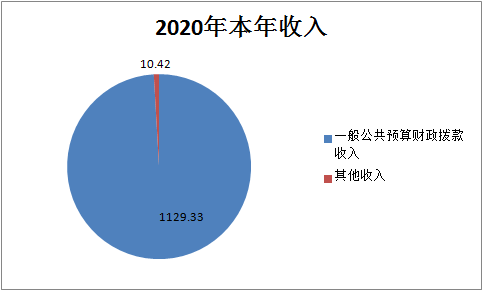 2020年本年收入
10.42
1129.33
一般公共预算财政拨款
收入
其他收入